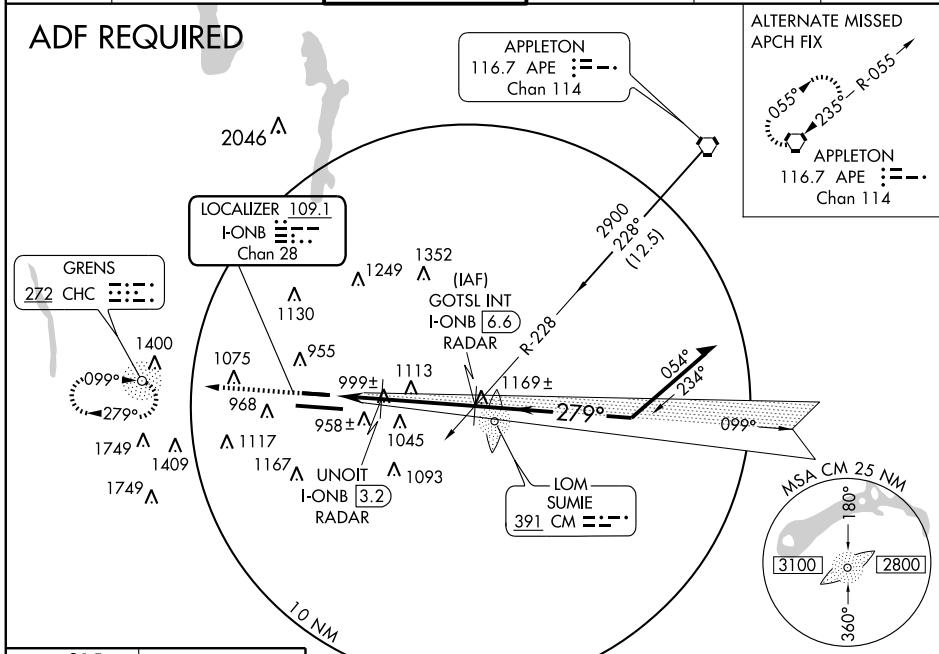 ADF REQUIRED
APPLETON
116.7 APE
Chan 114
ALTERNATE MISSED
APCH FIX
055°
235°
R-055
APPLETON
116.7 APE
Chan 114
2046
LOCALIZER 109.1
I-ONB
Chan 28
2900
228°
(12.5)
R-228
GRENS
272 CHC
1249
1352
1130
(IAF)
GOTSL INT
I-ONB 6.6
RADAR
1400
1075
955
999±
1113
1169±
054°
234°
099°
279°
968
958±
1045
279°
099°
1749
1409
1117
1167
1093
1749
UNOIT
I-ONB 3.2
RADAR
LOM
SUMIE
391 CM
MSA CM 25 NM
180°
3100
2800
360°
10 NM